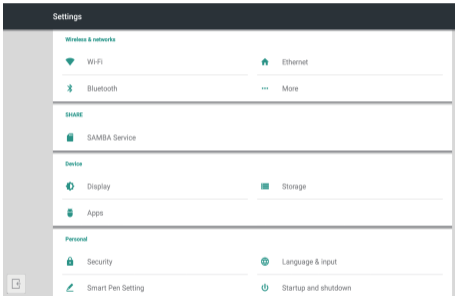 Settings
Wireless & networks
Wi-Fi
Ethernet
Bluetooth
More
SHARE
SAMBA Service
Device
Display
Storage
Apps
Personal
Security
Language & input
Smart Pen Setting
Startup and shutdown